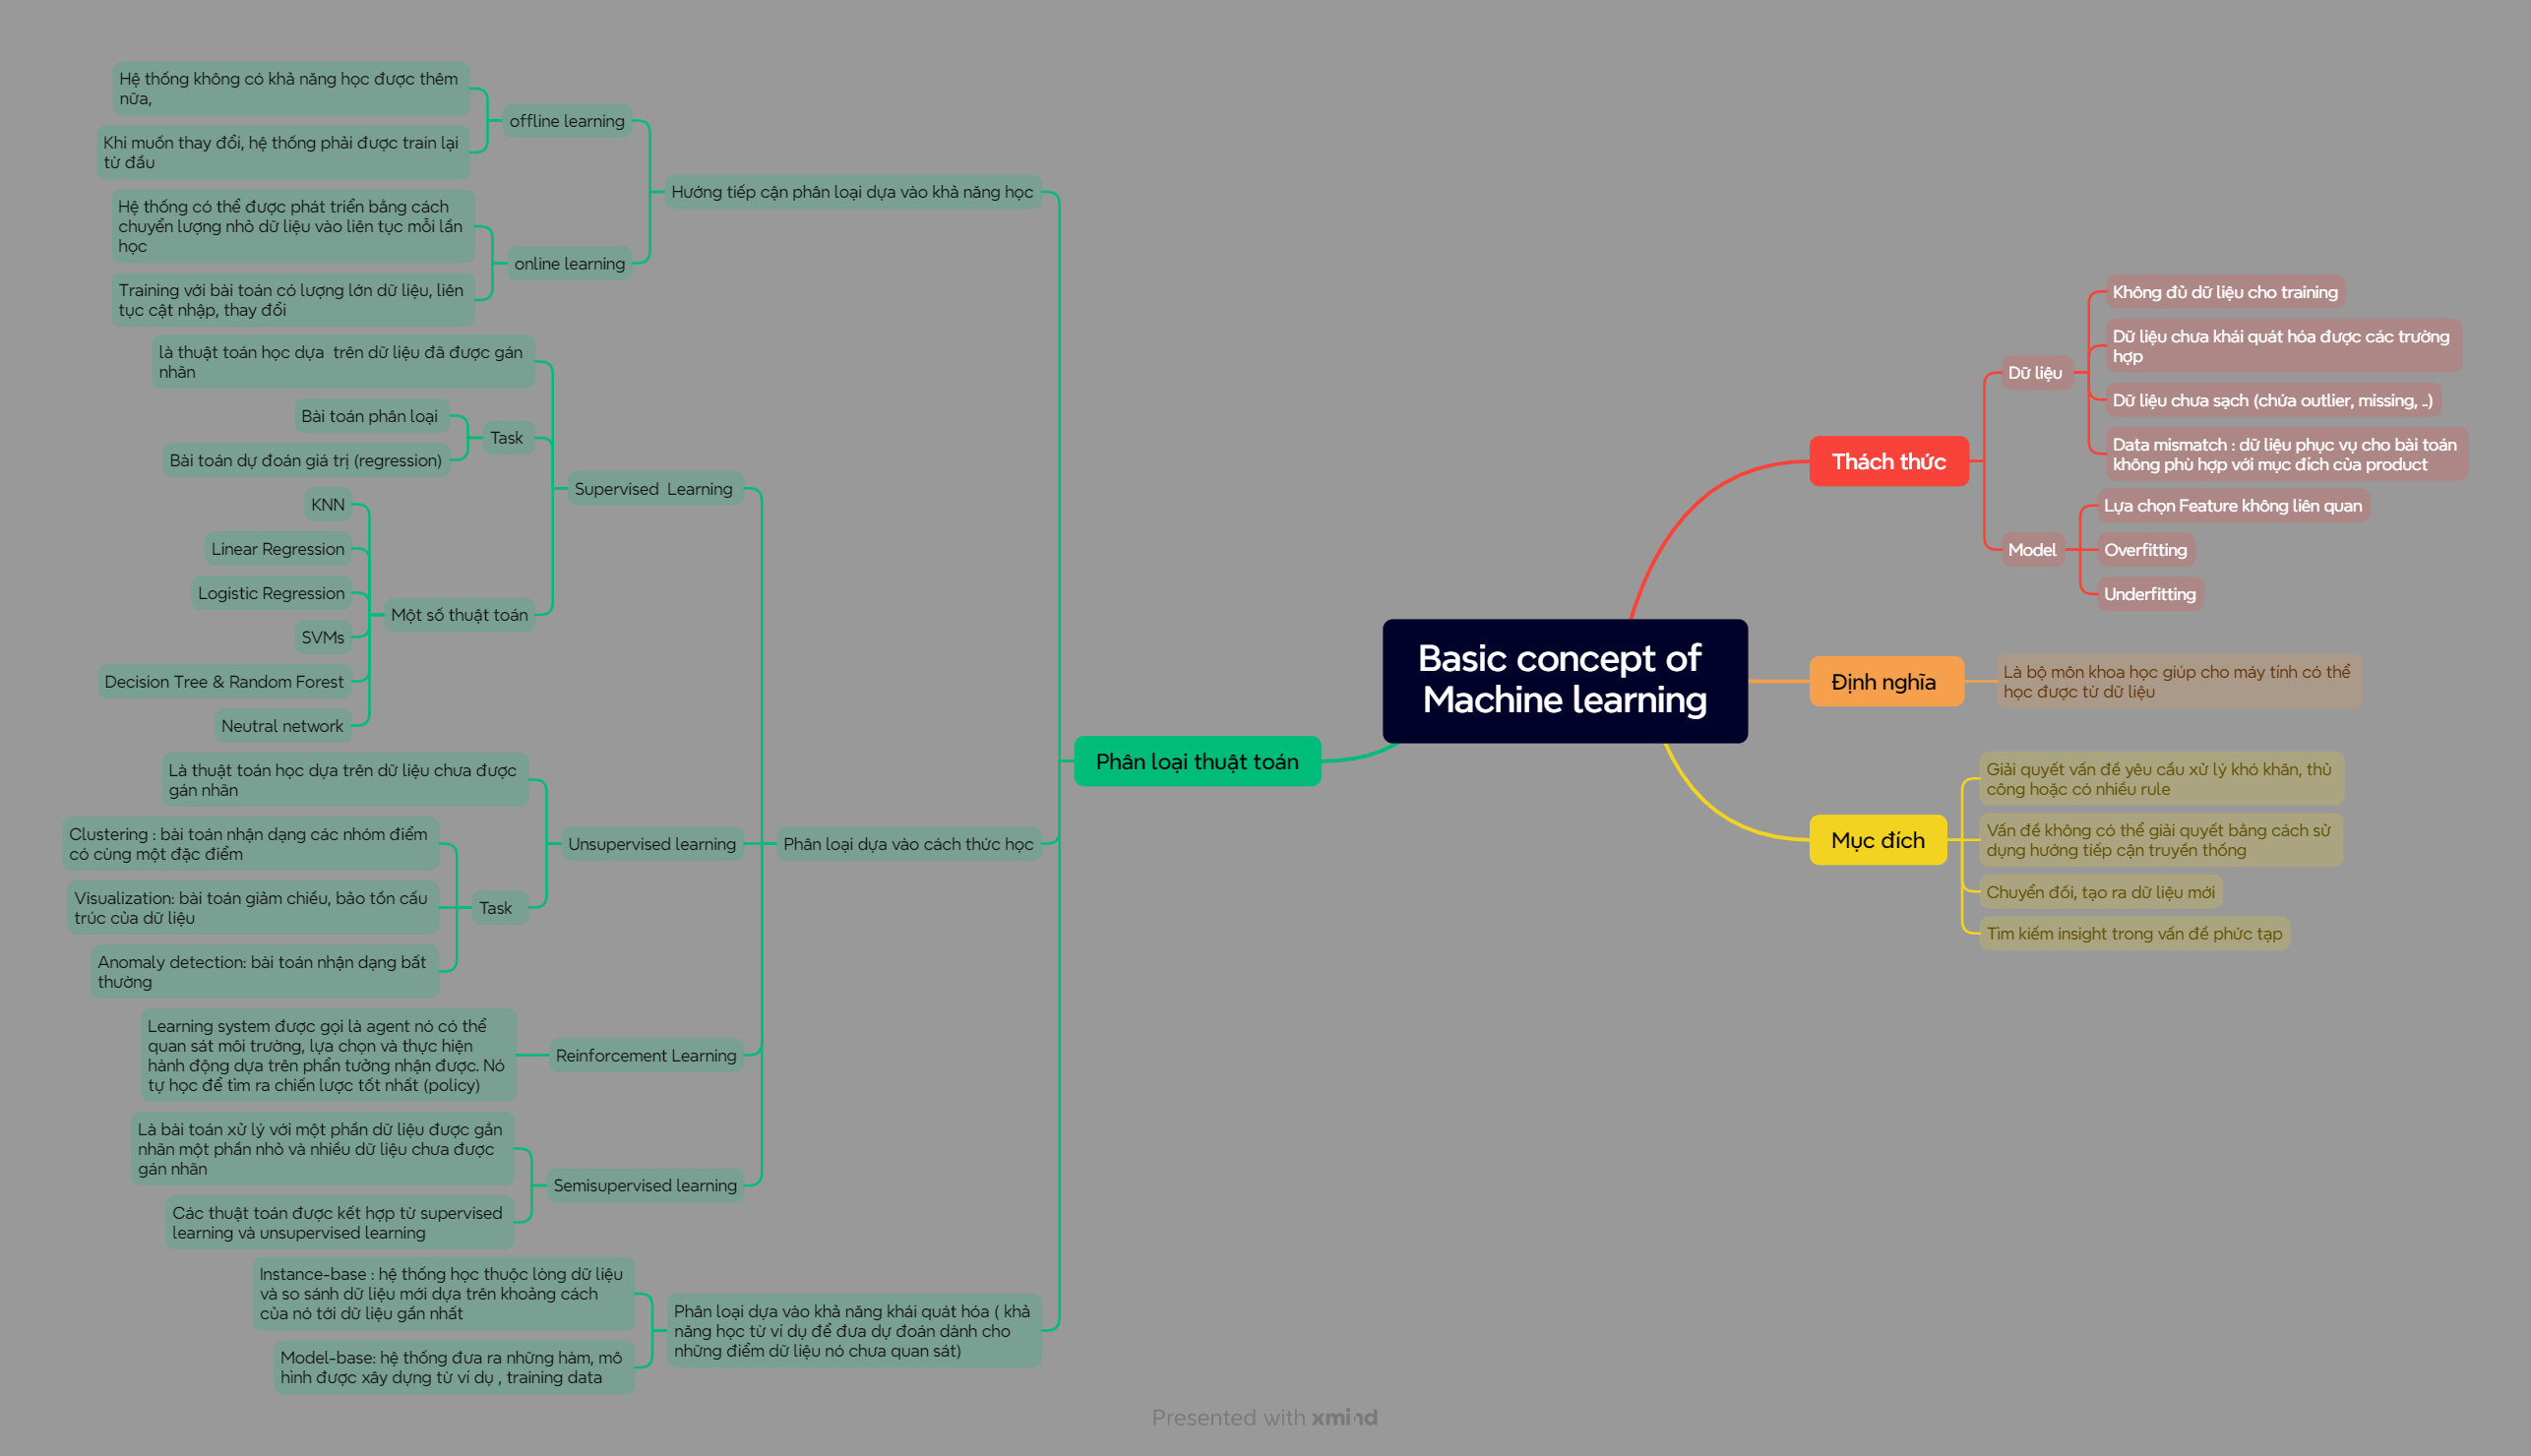 Basic concept of
Machine learning
Thách thức
Dữ liệu
Không đủ dữ liệu cho training
Dữ liệu chưa khái quát hóa được các trường
hợp
Dữ liệu chưa sạch (chứa outlier, missing, ..)
Data mismatch : dữ liệu phục vụ cho bài toán
không phù hợp với mục đích của product
Model
Lựa chọn Feature không liên quan
Overfitting
Underfitting
Định nghĩa
Là bộ môn khoa học giúp cho máy tính có thể
học được từ dữ liệu
Mục đích
Giải quyết vấn đề yêu cầu xử lý khó khăn, thủ
công hoặc có nhiều rule
Vấn đề không có thể giải quyết bằng cách sử
dụng hướng tiếp cận truyền thống
Chuyển đổi, tạo ra dữ liệu mới
Tìm kiếm insight trong vấn đề phức tạp
Phân loại thuật toán
Hướng tiếp cận phân loại dựa vào khả năng học
offline learning
Hệ thống không có khả năng học được thêm
nữa,
Khi muốn thay đổi, hệ thống phải được train lại
từ đầu
online learning
Hệ thống có thể được phát triển bằng cách
chuyển lượng nhỏ dữ liệu vào liên tục mỗi lần
học
Training với bài toán có lượng lớn dữ liệu, liên
tục cật nhập, thay đổi
Phân loại dựa vào cách thức học
Supervised  Learning
là thuật toán học dựa  trên dữ liệu đã được gán
nhãn
Task
Bài toán phân loại
Bài toán dự đoán giá trị (regression)
Một số thuật toán
KNN
Linear Regression
Logistic Regression
SVMs
Decision Tree & Random Forest
Neutral network
Unsupervised learning
Là thuật toán học dựa trên dữ liệu chưa được
gán nhãn
Task
Clustering : bài toán nhận dạng các nhóm điểm
có cùng một đặc điểm
Visualization: bài toán giảm chiều, bảo tồn cấu
trúc của dữ liệu
Anomaly detection: bài toán nhận dạng bất
thường
Reinforcement Learning
Learning system được gọi là agent nó có thể
quan sát môi trường, lựa chọn và thực hiện
hành động dựa trên phần tưởng nhận được. Nó
tự học để tìm ra chiến lược tốt nhất (policy)
Semisupervised learning
Là bài toán xử lý với một phần dữ liệu được gắn
nhãn một phần nhỏ và nhiều dữ liệu chưa được
gán nhãn
Các thuật toán được kết hợp từ supervised
learning và unsupervised learning
Phân loại dựa vào khả năng khái quát hóa ( khả
năng học từ ví dụ để đưa dự đoán dành cho
những điểm dữ liệu nó chưa quan sát)
Instance-base : hệ thống học thuộc lòng dữ liệu
và so sánh dữ liệu mới dựa trên khoảng cách
của nó tới dữ liệu gần nhất
Model-base: hệ thống đưa ra những hàm, mô
hình được xây dựng từ ví dụ , training data
Presented with xmind